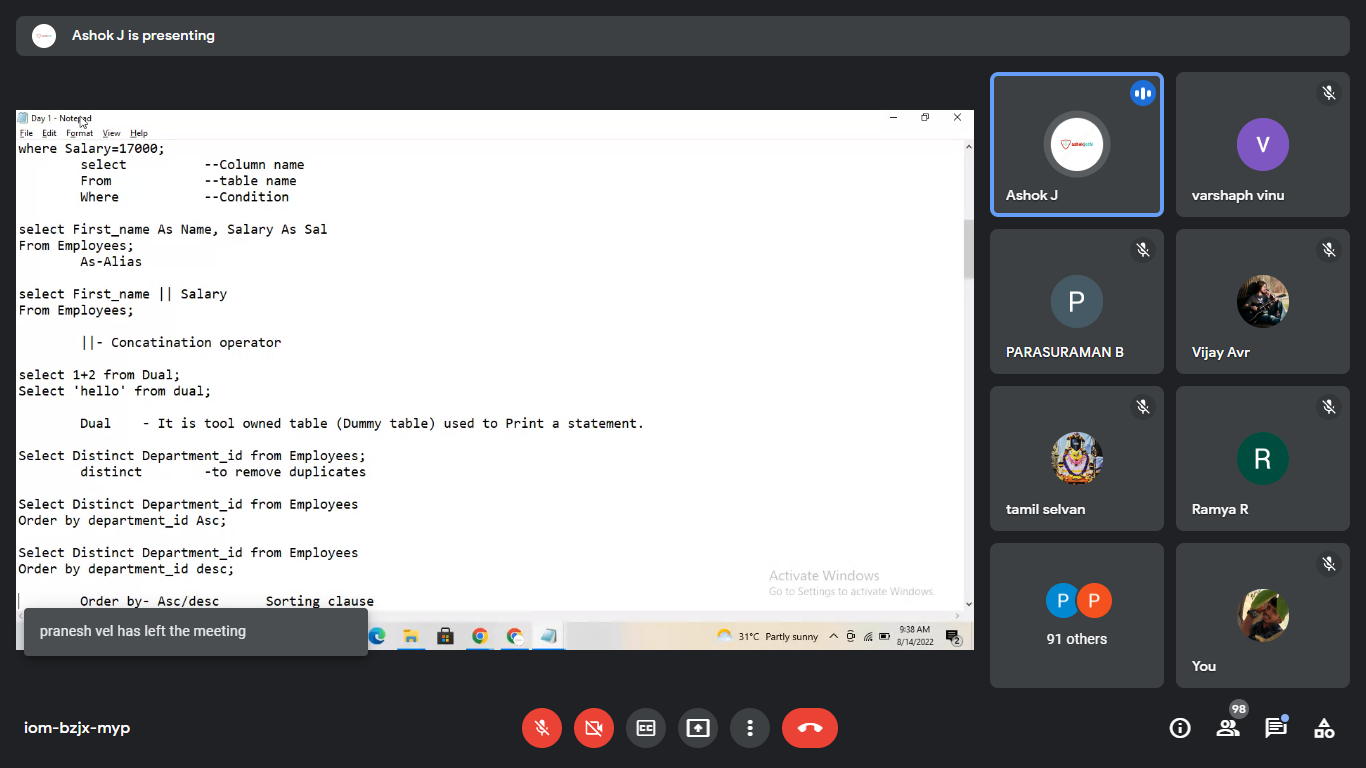 Ashok J is presenting
Day 1 - Notepad
File Edit Format View Help
where Salary=17000;
select --Column name
From --table name
Where --Condition
select First_name As Name, Salary As Sal
From Employees;
As-Alias
select First_name || Salary
From Employees;
||- Concatination operator
select 1+2 from Dual;
Select 'hello' from dual;
Dual - It is tool owned table (Dummy table) used to Print a statement.
Select Distinct Department_id from Employees;
distinct -to remove duplicates
Select Distinct Department_id from Employees
Order by department_id Asc;
Select Distinct Department_id from Employees
Order by department_id desc;
Order by- Asc/desc Sorting clause
Activate Windows
Go to Settings to activate Windows.
pranesh vel has left the meeting
31°C Partly sunny
9:38 AM
8/14/2022
2
Ashok J
V
varshaph vinu
P
PARASURAMAN B
Vijay Avr
tamil selvan
R
Ramya R
P P
91 others
You
iom-bzjx-myp
CC
98